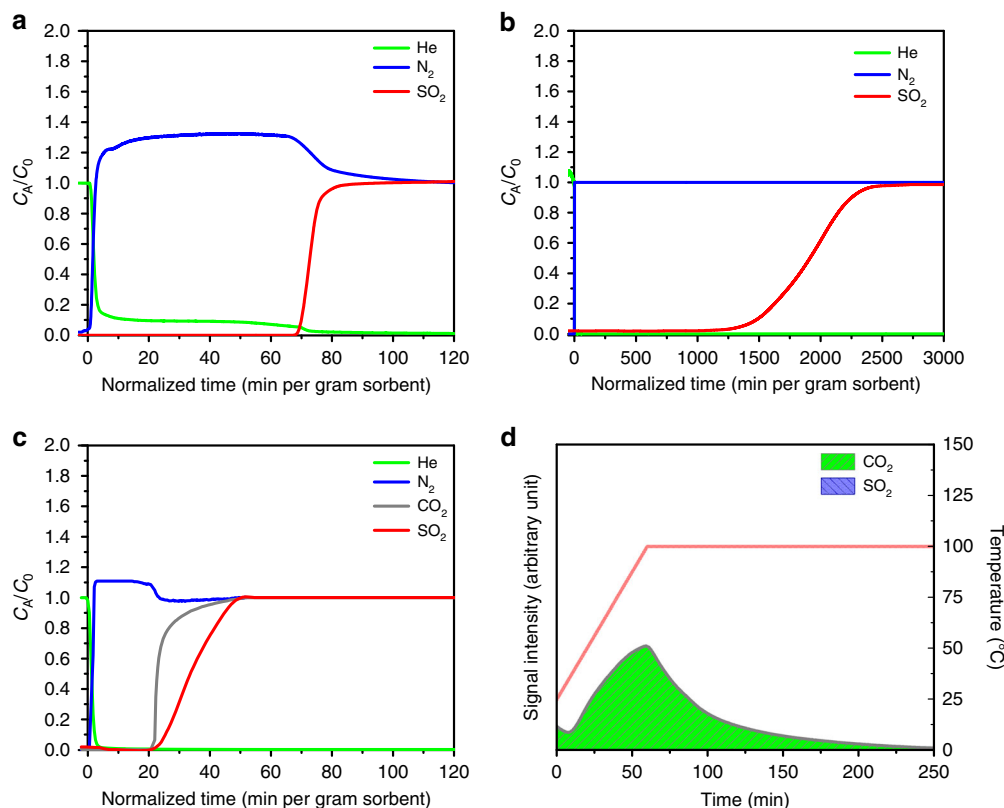 a
2.0
1.8
1.6
1.4
1.2
1.0
0.8
0.6
0.4
0.2
0.0
C_A/C_0
He
N₂
SO₂
0 20 40 60 80 100 120
Normalized time (min per gram sorbent)
b
2.0
1.8
1.6
1.4
1.2
1.0
0.8
0.6
0.4
0.2
0.0
C_A/C_0
He
N₂
SO₂
0 500 1000 1500 2000 2500 3000
Normalized time (min per gram sorbent)
c
2.0
1.8
1.6
1.4
1.2
1.0
0.8
0.6
0.4
0.2
0.0
C_A/C_0
He
N₂
CO₂
SO₂
0 20 40 60 80 100 120
Normalized time (min per gram sorbent)
d
Signal intensity (arbitrary unit)
CO₂
SO₂
150
125
100
75
50
25
0
Temperature (°C)
0 50 100 150 200 250
Time (min)